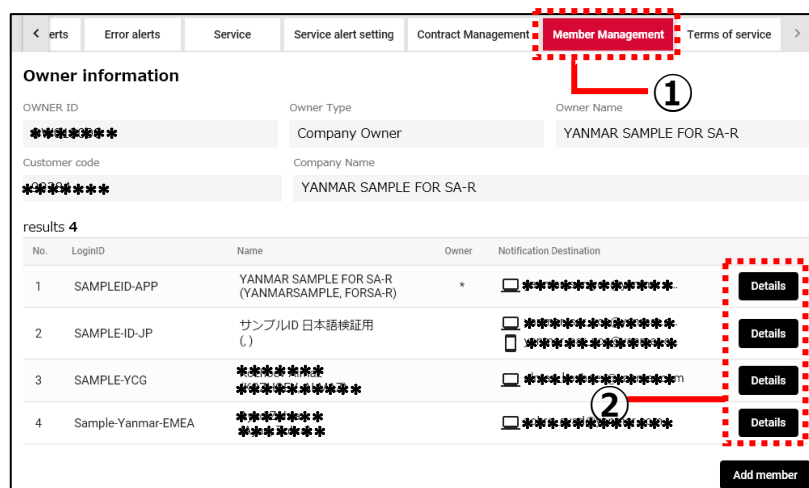 < erts Error alerts Service Service alert setting Contract Management Member Management Terms of service >
①
Owner information
OWNER ID Owner Type Owner Name
Company Owner YANMAR SAMPLE FOR SA-R
Customer code Company Name
YANMAR SAMPLE FOR SA-R
results 4
No. LoginID Name Owner Notification Destination
1 SAMPLEID-APP YANMAR SAMPLE FOR SA-R * Details
(YANMARSAMPLE, FORSA-R)
2 SAMPLE-ID-JP サンプルID 日本語検証用 Details
(, )
3 SAMPLE-YCG Details
②
4 Sample-Yanmar-EMEA Details
Add member